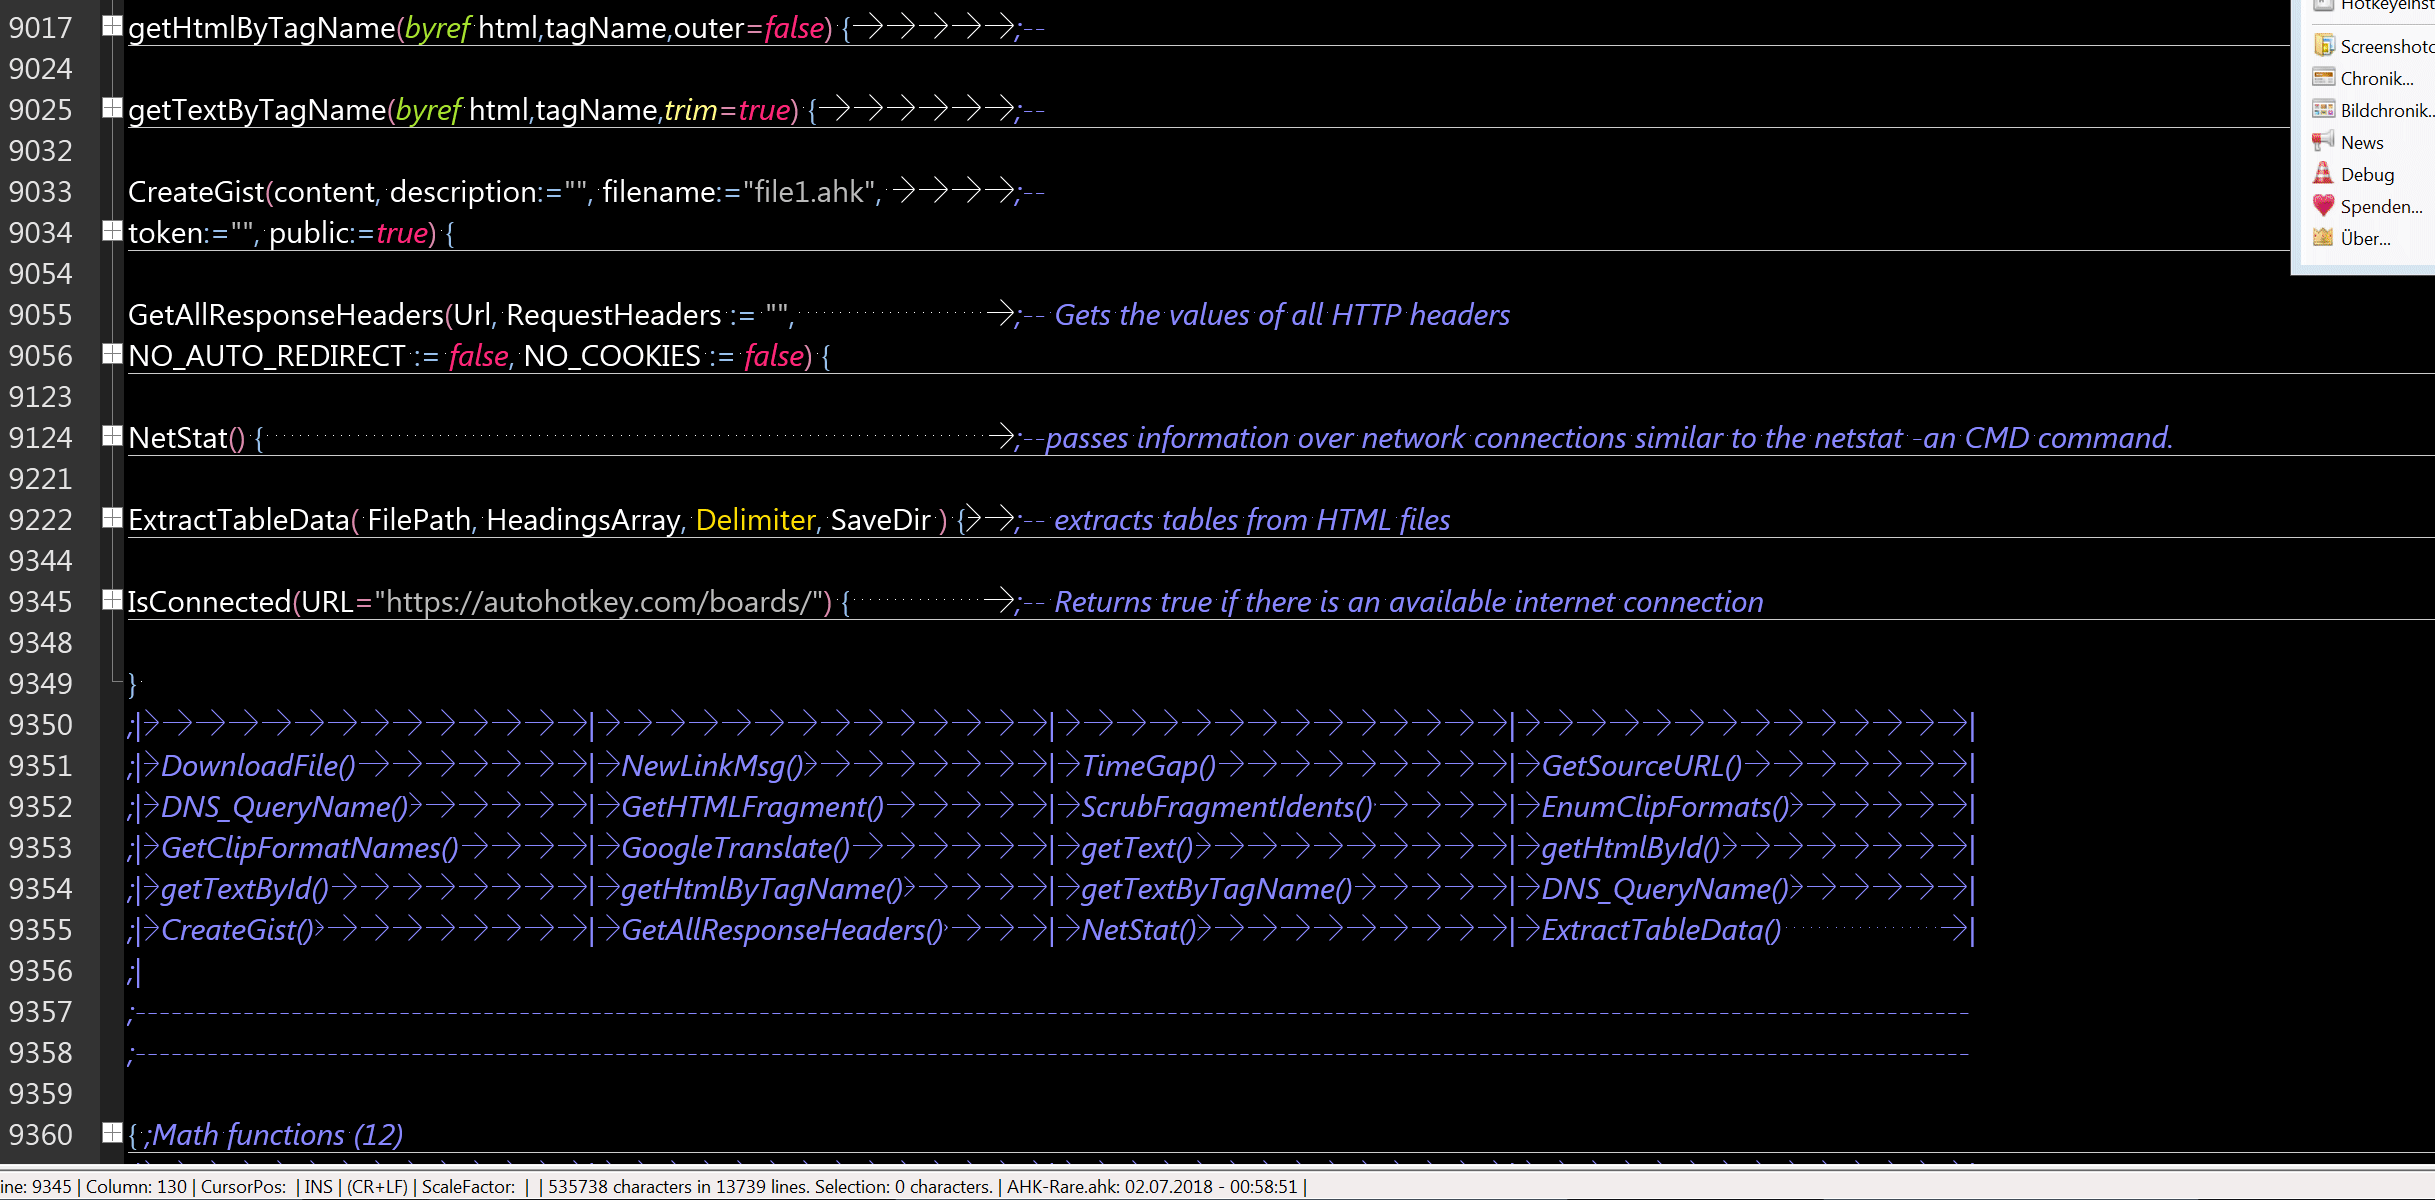 9017 getHtmlByTagName(byref html,tagName,outer=false) { ;--
9024
9025 getTextByTagName(byref html,tagName,trim=true) { ;--
9032
9033 CreateGist(content, description:="", filename:="file1.ahk", ;--
9034 token:="", public:=true) {
9054
9055 GetAllResponseHeaders(Url, RequestHeaders := "", ;-- Gets the values of all HTTP headers
9056 NO_AUTO_REDIRECT := false, NO_COOKIES := false) {
9123
9124 NetStat() { ;--passes information over network connections similar to the netstat -an CMD command.
9221
9222 ExtractTableData( FilePath, HeadingsArray, Delimiter, SaveDir ) { ;-- extracts tables from HTML files
9344
9345 IsConnected(URL="https://autohotkey.com/boards/") { ;-- Returns true if there is an available internet connection
9348
9349 }
9350 ;| | | | |
9351 ;| DownloadFile() | NewLinkMsg() | TimeGap() | GetSourceURL() |
9352 ;| DNS_QueryName() | GetHTMLFragment() | ScrubFragmentIdents() | EnumClipFormats() |
9353 ;| GetClipFormatNames() | GoogleTranslate() | getText() | getHtmlById() |
9354 ;| getTextById() | getHtmlByTagName() | getTextByTagName() | DNS_QueryName() |
9355 ;| CreateGist() | GetAllResponseHeaders() | NetStat() | ExtractTableData() |
9356 ;|
9357 ;--------------------------------------------------------------------------------
9358 ;--------------------------------------------------------------------------------
9359
9360 { ;Math functions (12)
Screenshot
Chronik...
Bildchronik..
News
Debug
Spenden...
Über...
ine: 9345 | Column: 130 | CursorPos: | INS | (CR+LF) | ScaleFactor: | | 535738 characters in 13739 lines. Selection: 0 characters. | AHK-Rare.ahk: 02.07.2018 - 00:58:51 |